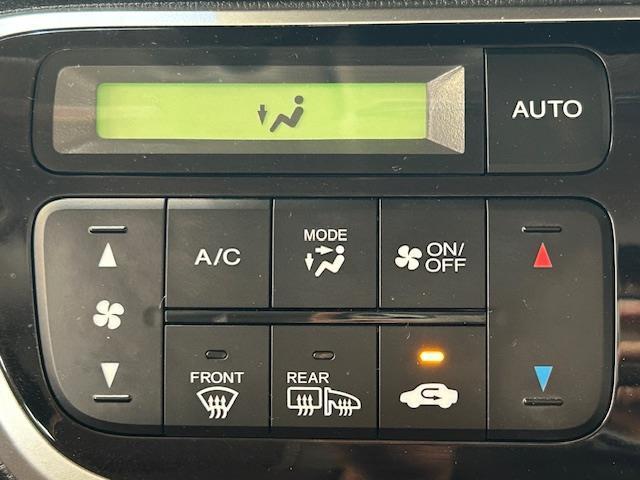 AUTO
A/C
MODE
ON/
OFF
FRONT
REAR